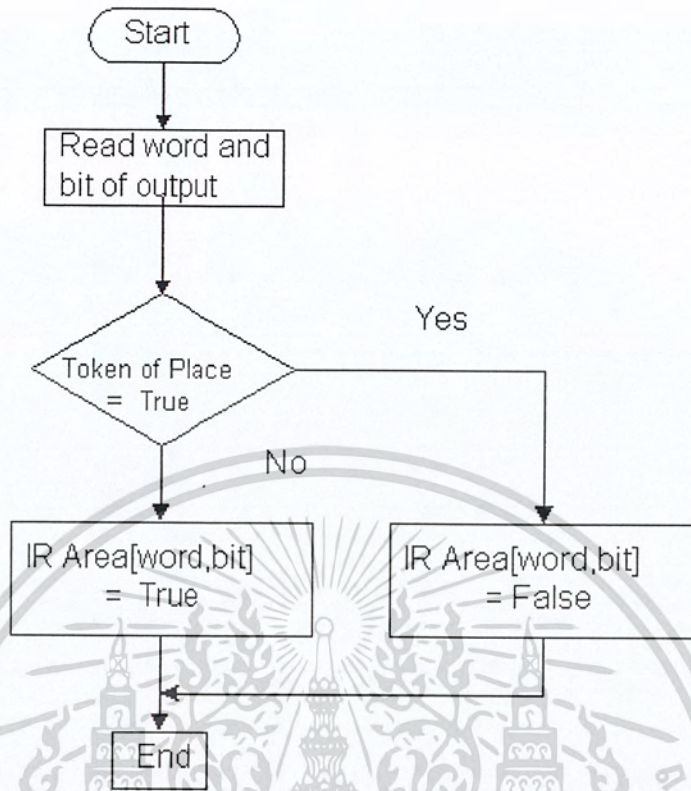 Start
Read word and
bit of output
Token of Place
= True
Yes
No
IR Area[word,bit]
= True
IR Area[word,bit]
= False
End